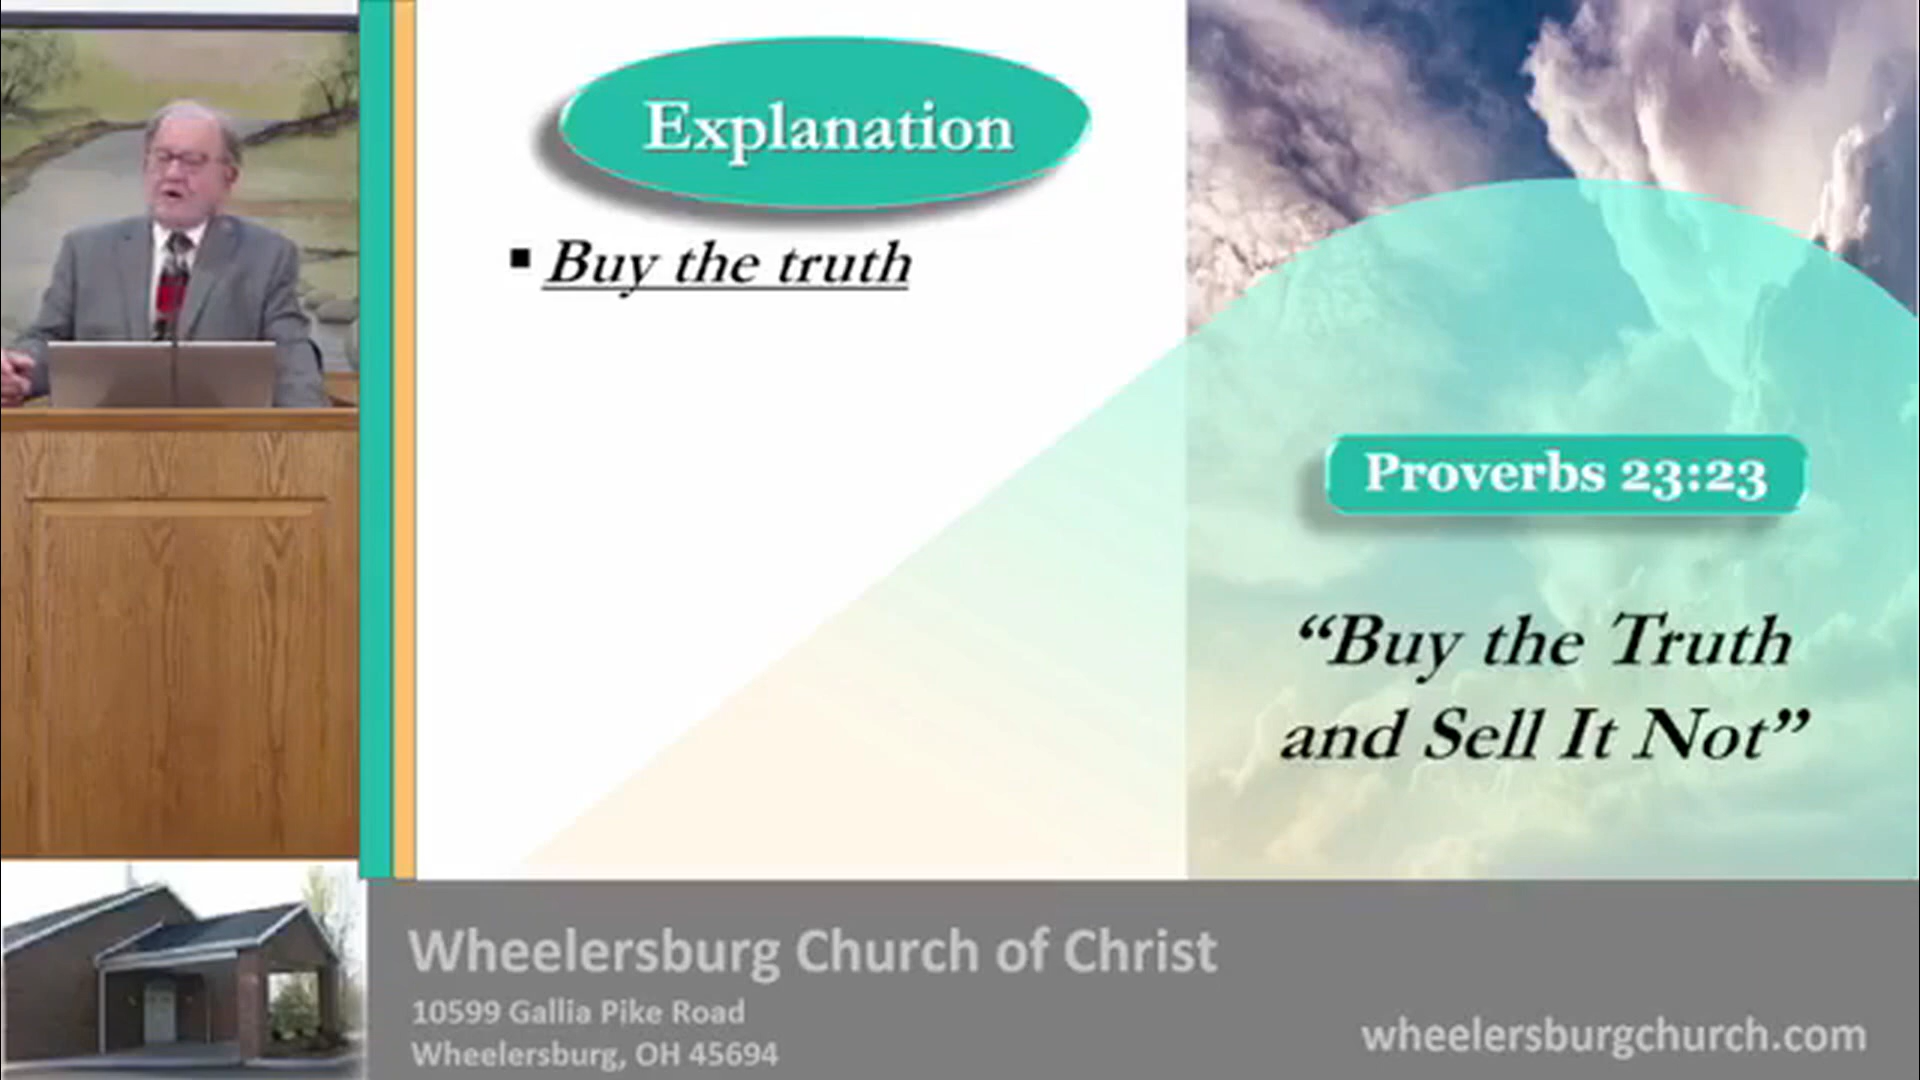 Explanation
▪ Buy the truth
Proverbs 23:23
“Buy the Truth
and Sell It Not”
Wheelersburg Church of Christ
10599 Gallia Pike Road
Wheelersburg, OH 45694
wheelersburgchurch.com